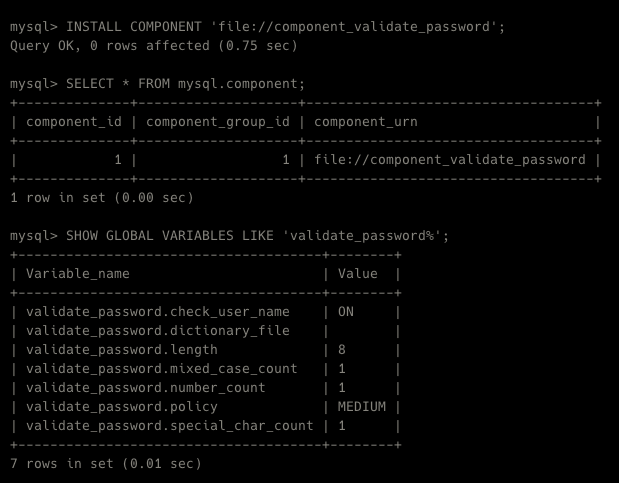 mysql> INSTALL COMPONENT 'file://component_validate_password';
Query OK, 0 rows affected (0.75 sec)

mysql> SELECT * FROM mysql.component;
+--------------+--------------------+------------------------------------+
| component_id | component_group_id | component_urn                      |
+--------------+--------------------+------------------------------------+
|            1 |                  1 | file://component_validate_password |
+--------------+--------------------+------------------------------------+
1 row in set (0.00 sec)

mysql> SHOW GLOBAL VARIABLES LIKE 'validate_password%';
+--------------------------------------+--------+
| Variable_name                        | Value  |
+--------------------------------------+--------+
| validate_password.check_user_name    | ON     |
| validate_password.dictionary_file    |        |
| validate_password.length             | 8      |
| validate_password.mixed_case_count   | 1      |
| validate_password.number_count       | 1      |
| validate_password.policy             | MEDIUM |
| validate_password.special_char_count | 1      |
+--------------------------------------+--------+
7 rows in set (0.01 sec)